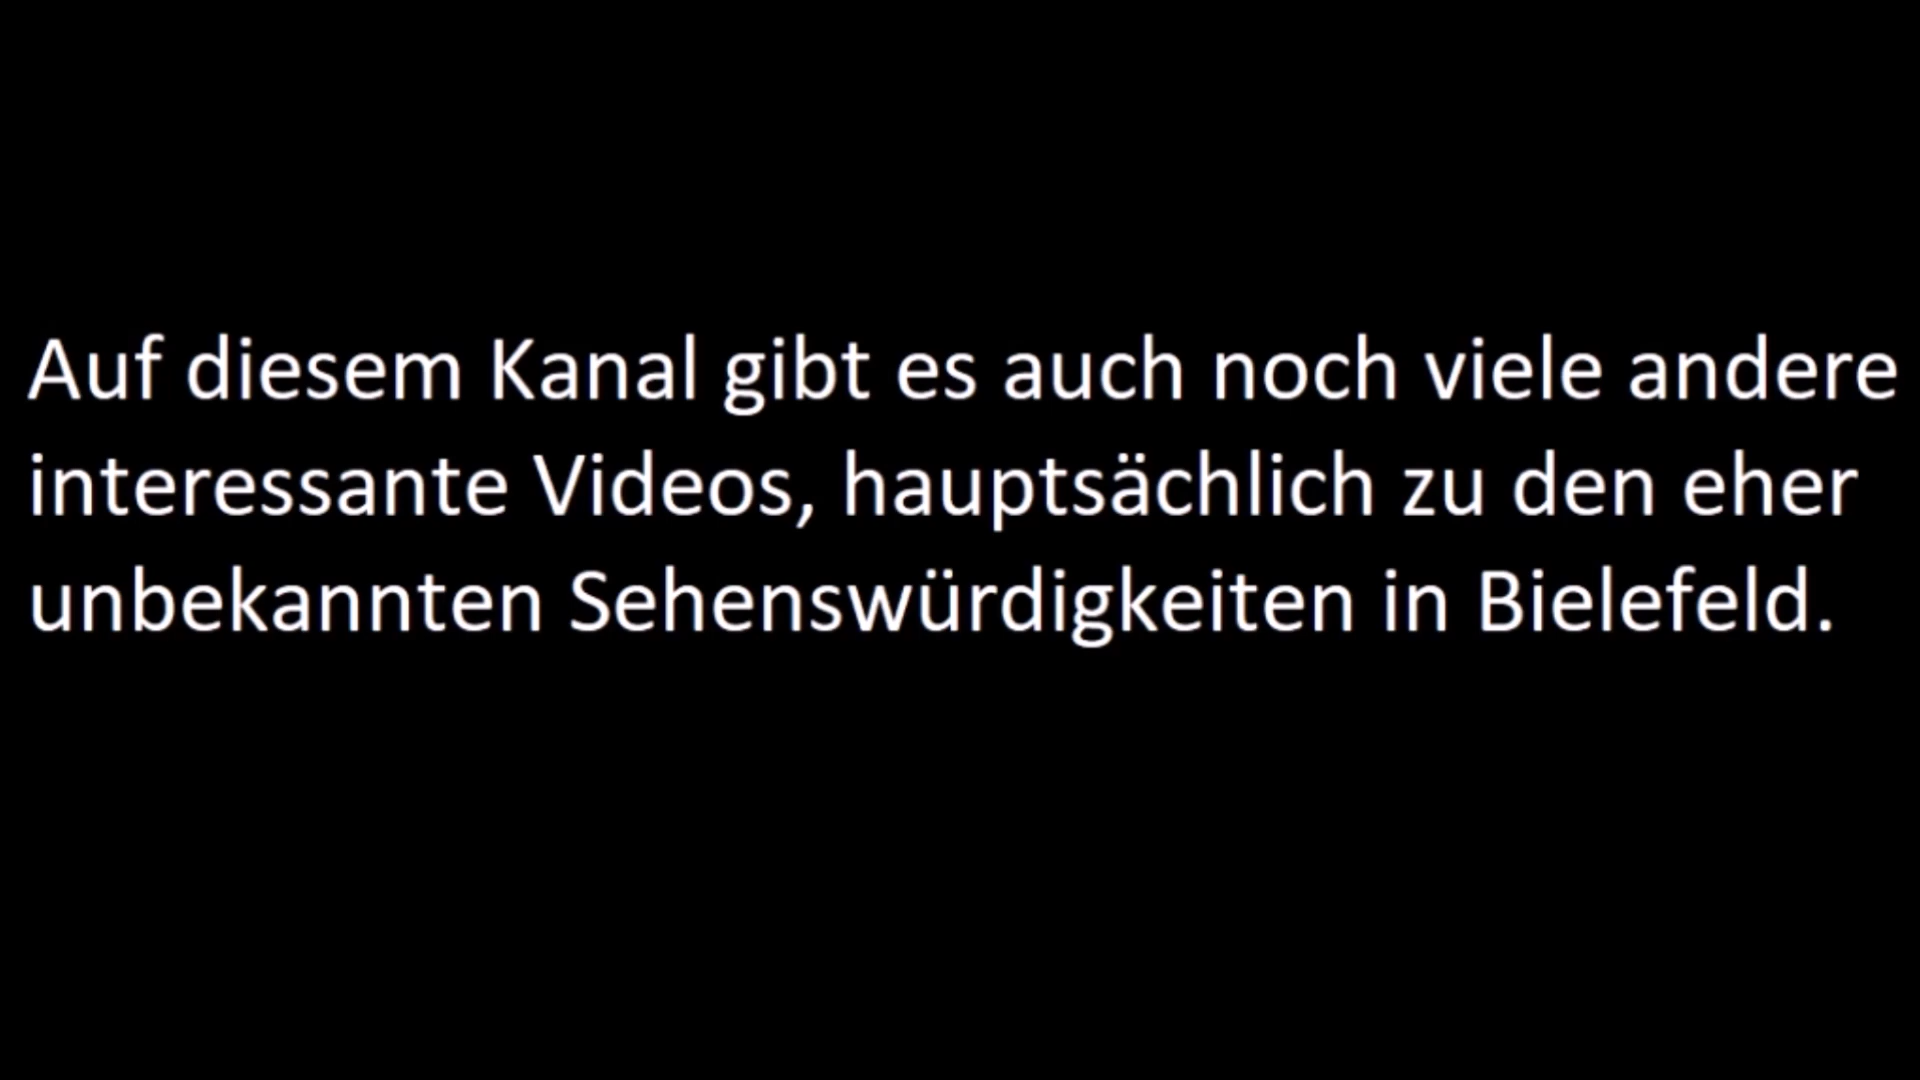 Auf diesem Kanal gibt es auch noch viele andere
interessante Videos, hauptsächlich zu den eher
unbekannten Sehenswürdigkeiten in Bielefeld.